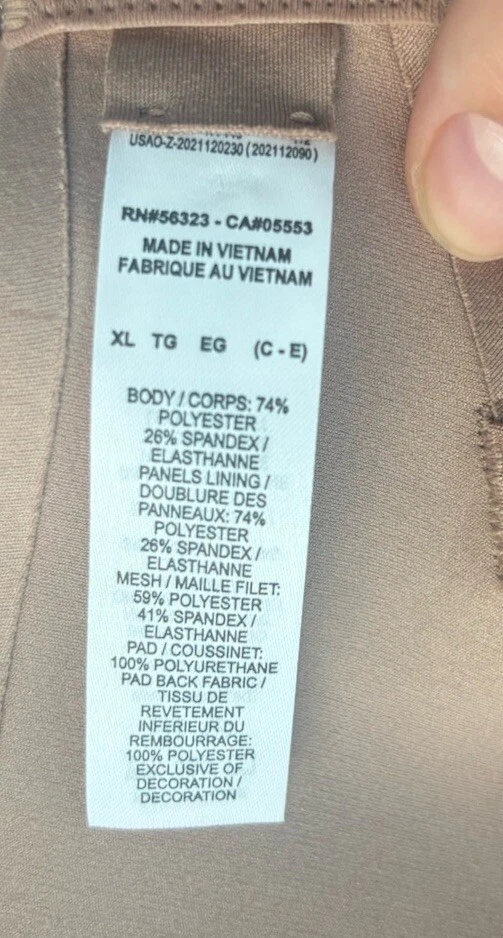 USAO-Z-2021120230 (202112090)
RN#56323 - CA#05553
MADE IN VIETNAM
FABRIQUE AU VIETNAM
XL TG EG (C - E)
BODY / CORPS: 74%
POLYESTER
26% SPANDEX /
ELASTHANNE
PANELS LINING /
DOUBLURE DES
PANNEAUX: 74%
POLYESTER
26% SPANDEX /
ELASTHANNE
MESH / MAILLE FILET:
59% POLYESTER
41% SPANDEX /
ELASTHANNE
PAD / COUSSINET:
100% POLYURETHANE
PAD BACK FABRIC /
TISSU DE
REVETEMENT
INFERIEUR DU
REMBOURRAGE:
100% POLYESTER
EXCLUSIVE OF
DECORATION /
DECORATION